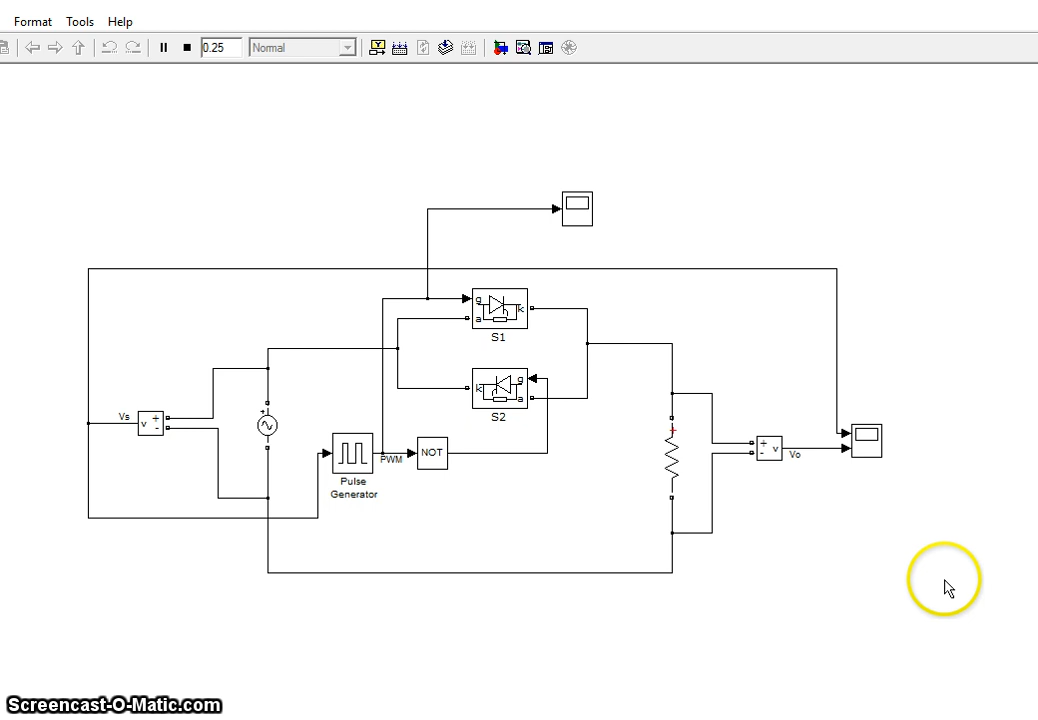 Format Tools Help
0.25 Normal
g
k
a
S1
g
k
a
S2
Vs
v + -
+
PWM
NOT
Pulse
Generator
+
+ - v
Vo
Screencast-O-Matic.com